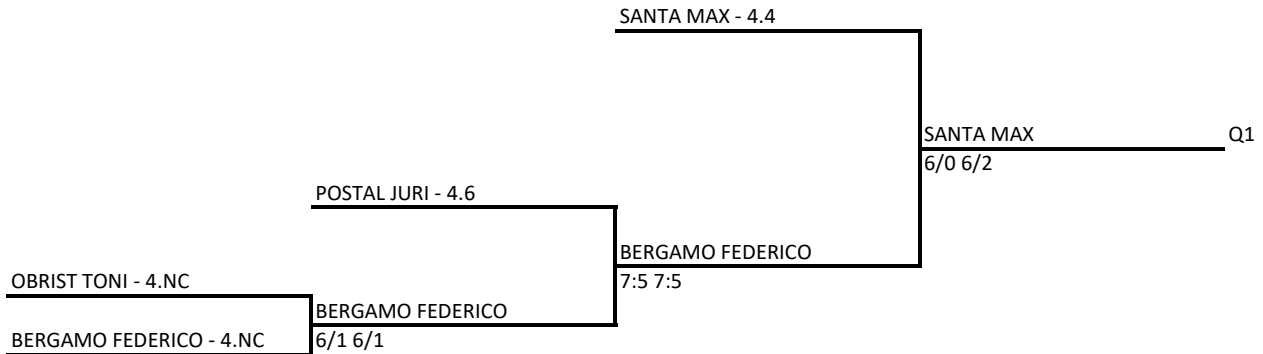 SANTA MAX - 4.4
SANTA MAX
Q1
6/0 6/2
POSTAL JURI - 4.6
BERGAMO FEDERICO
7:5 7:5
OBRIST TONI - 4.NC
BERGAMO FEDERICO
BERGAMO FEDERICO - 4.NC
6/1 6/1